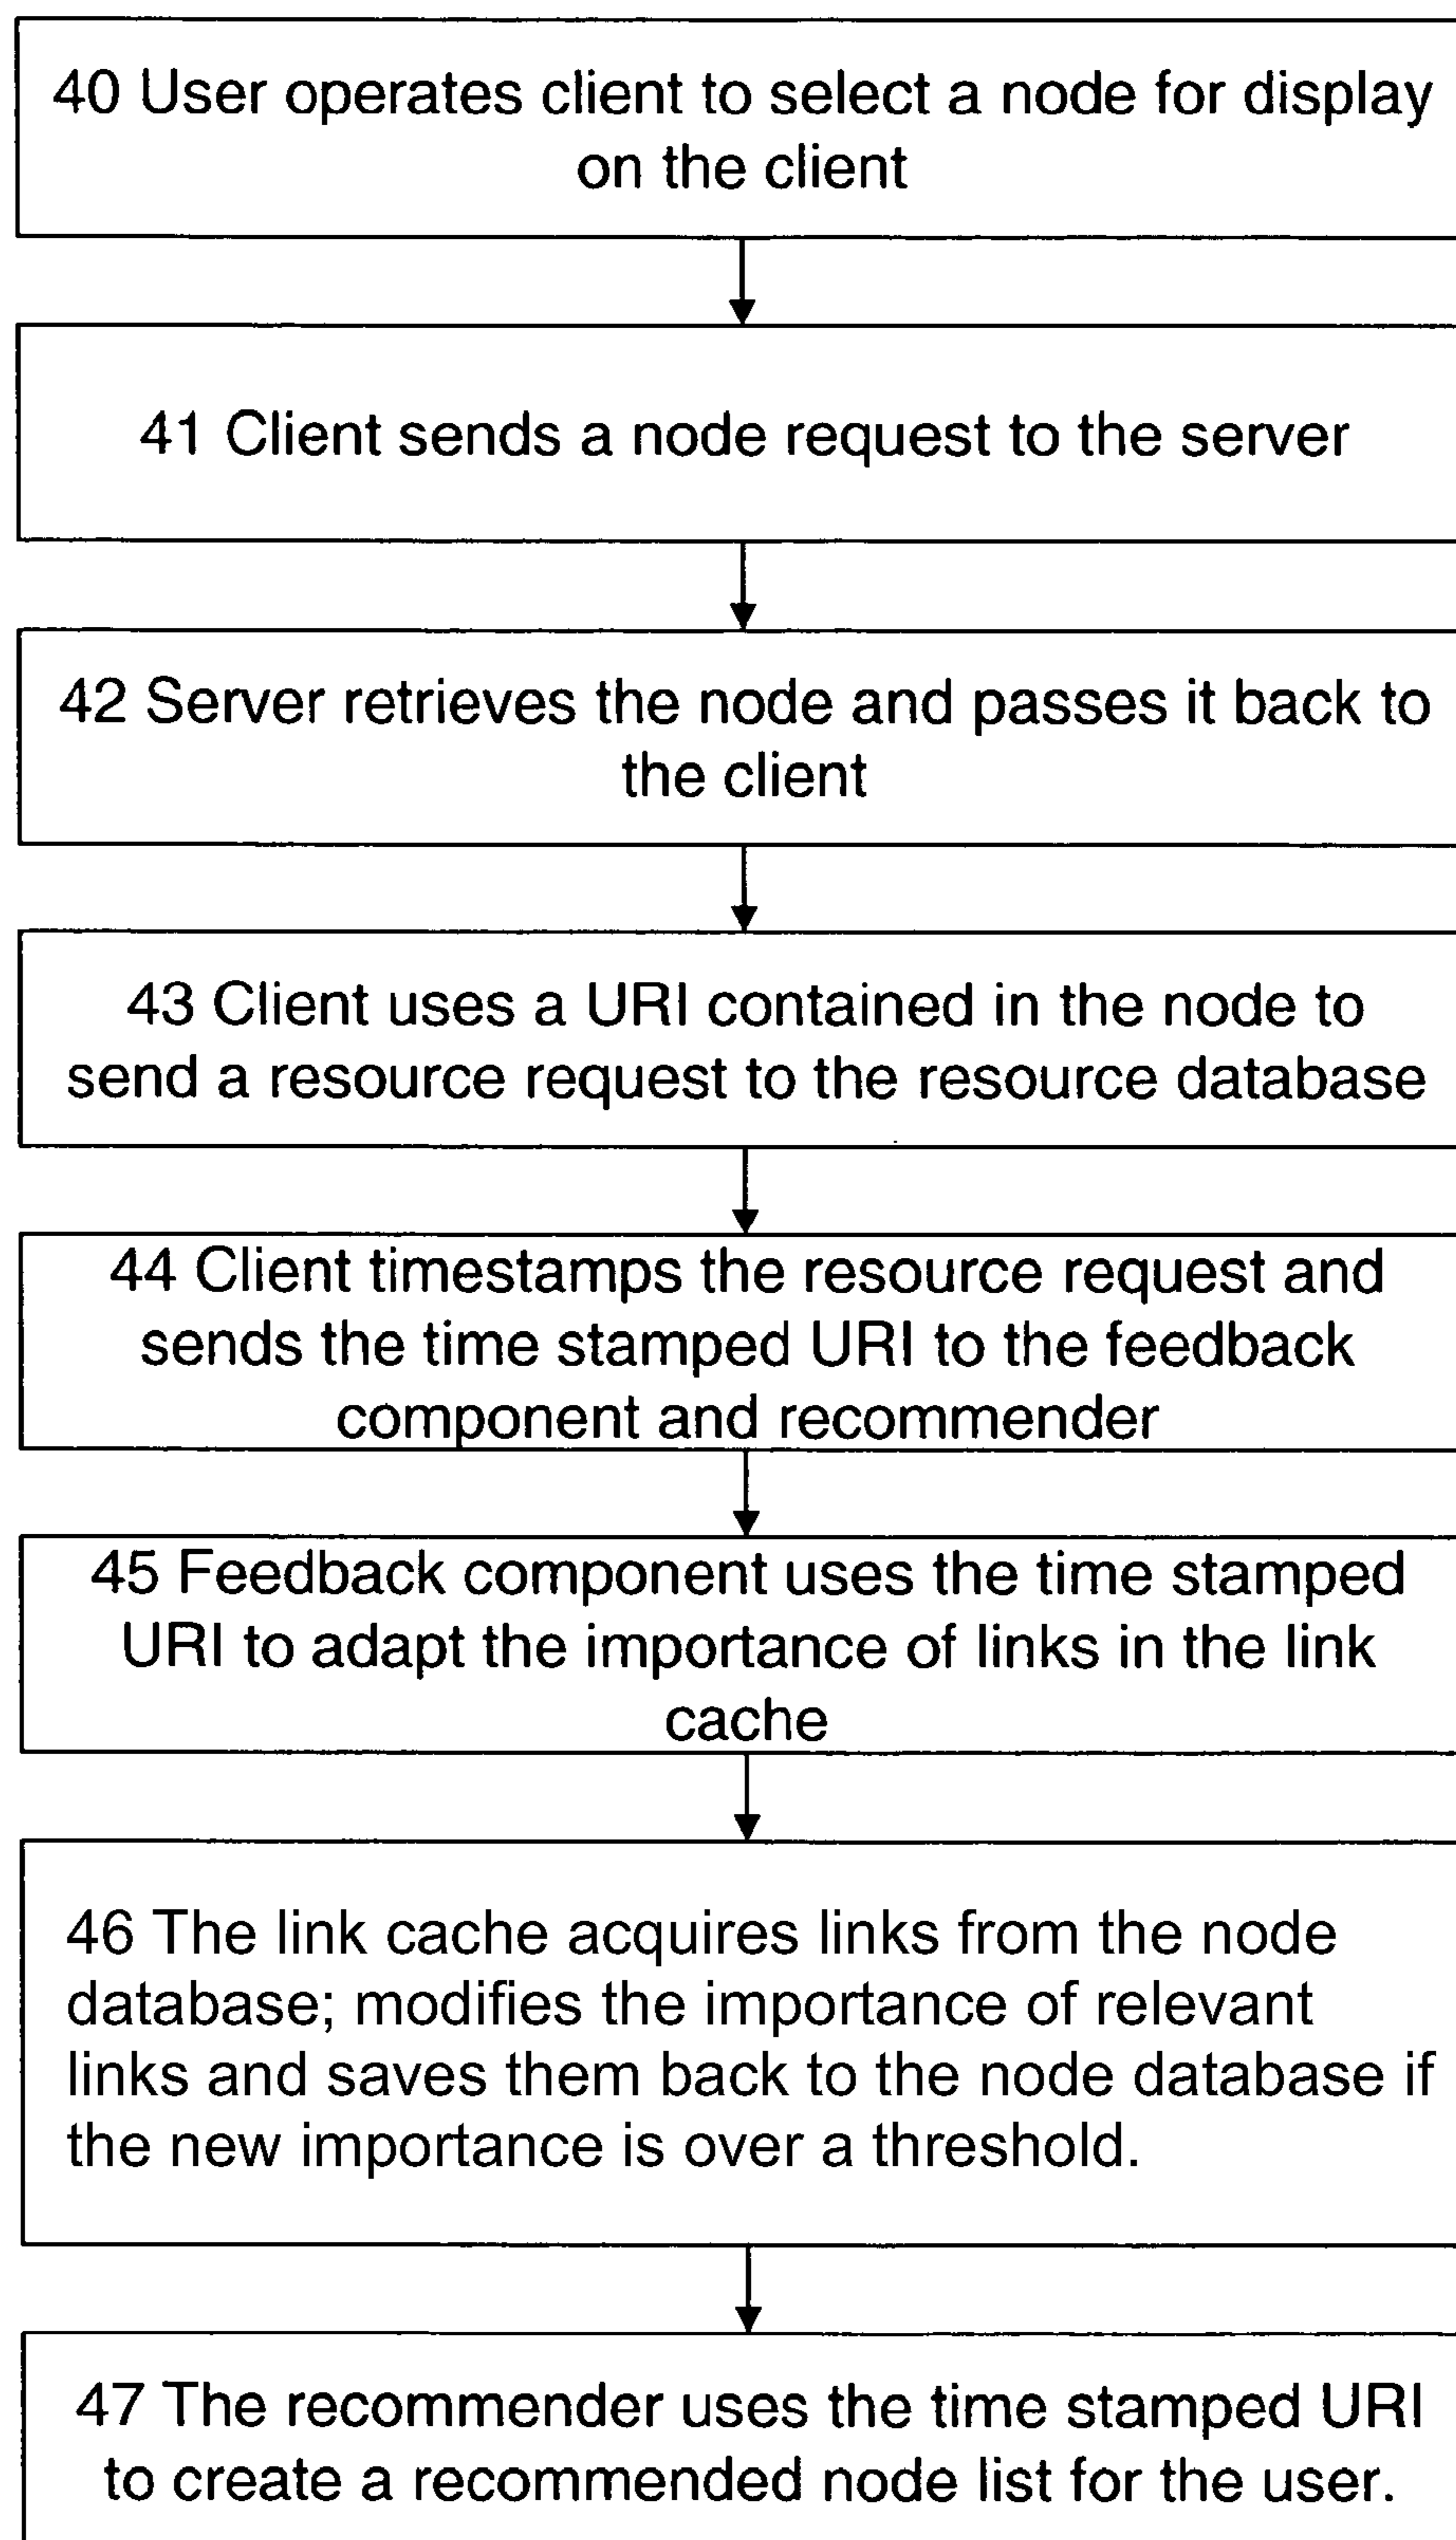 40 User operates client to select a node for display
on the client
41 Client sends a node request to the server
42 Server retrieves the node and passes it back to
the client
43 Client uses a URI contained in the node to
send a resource request to the resource database
44 Client timestamps the resource request and
sends the time stamped URI to the feedback
component and recommender
45 Feedback component uses the time stamped
URI to adapt the importance of links in the link
cache
46 The link cache acquires links from the node
database; modifies the importance of relevant
links and saves them back to the node database if
the new importance is over a threshold.
47 The recommender uses the time stamped URI
to create a recommended node list for the user.